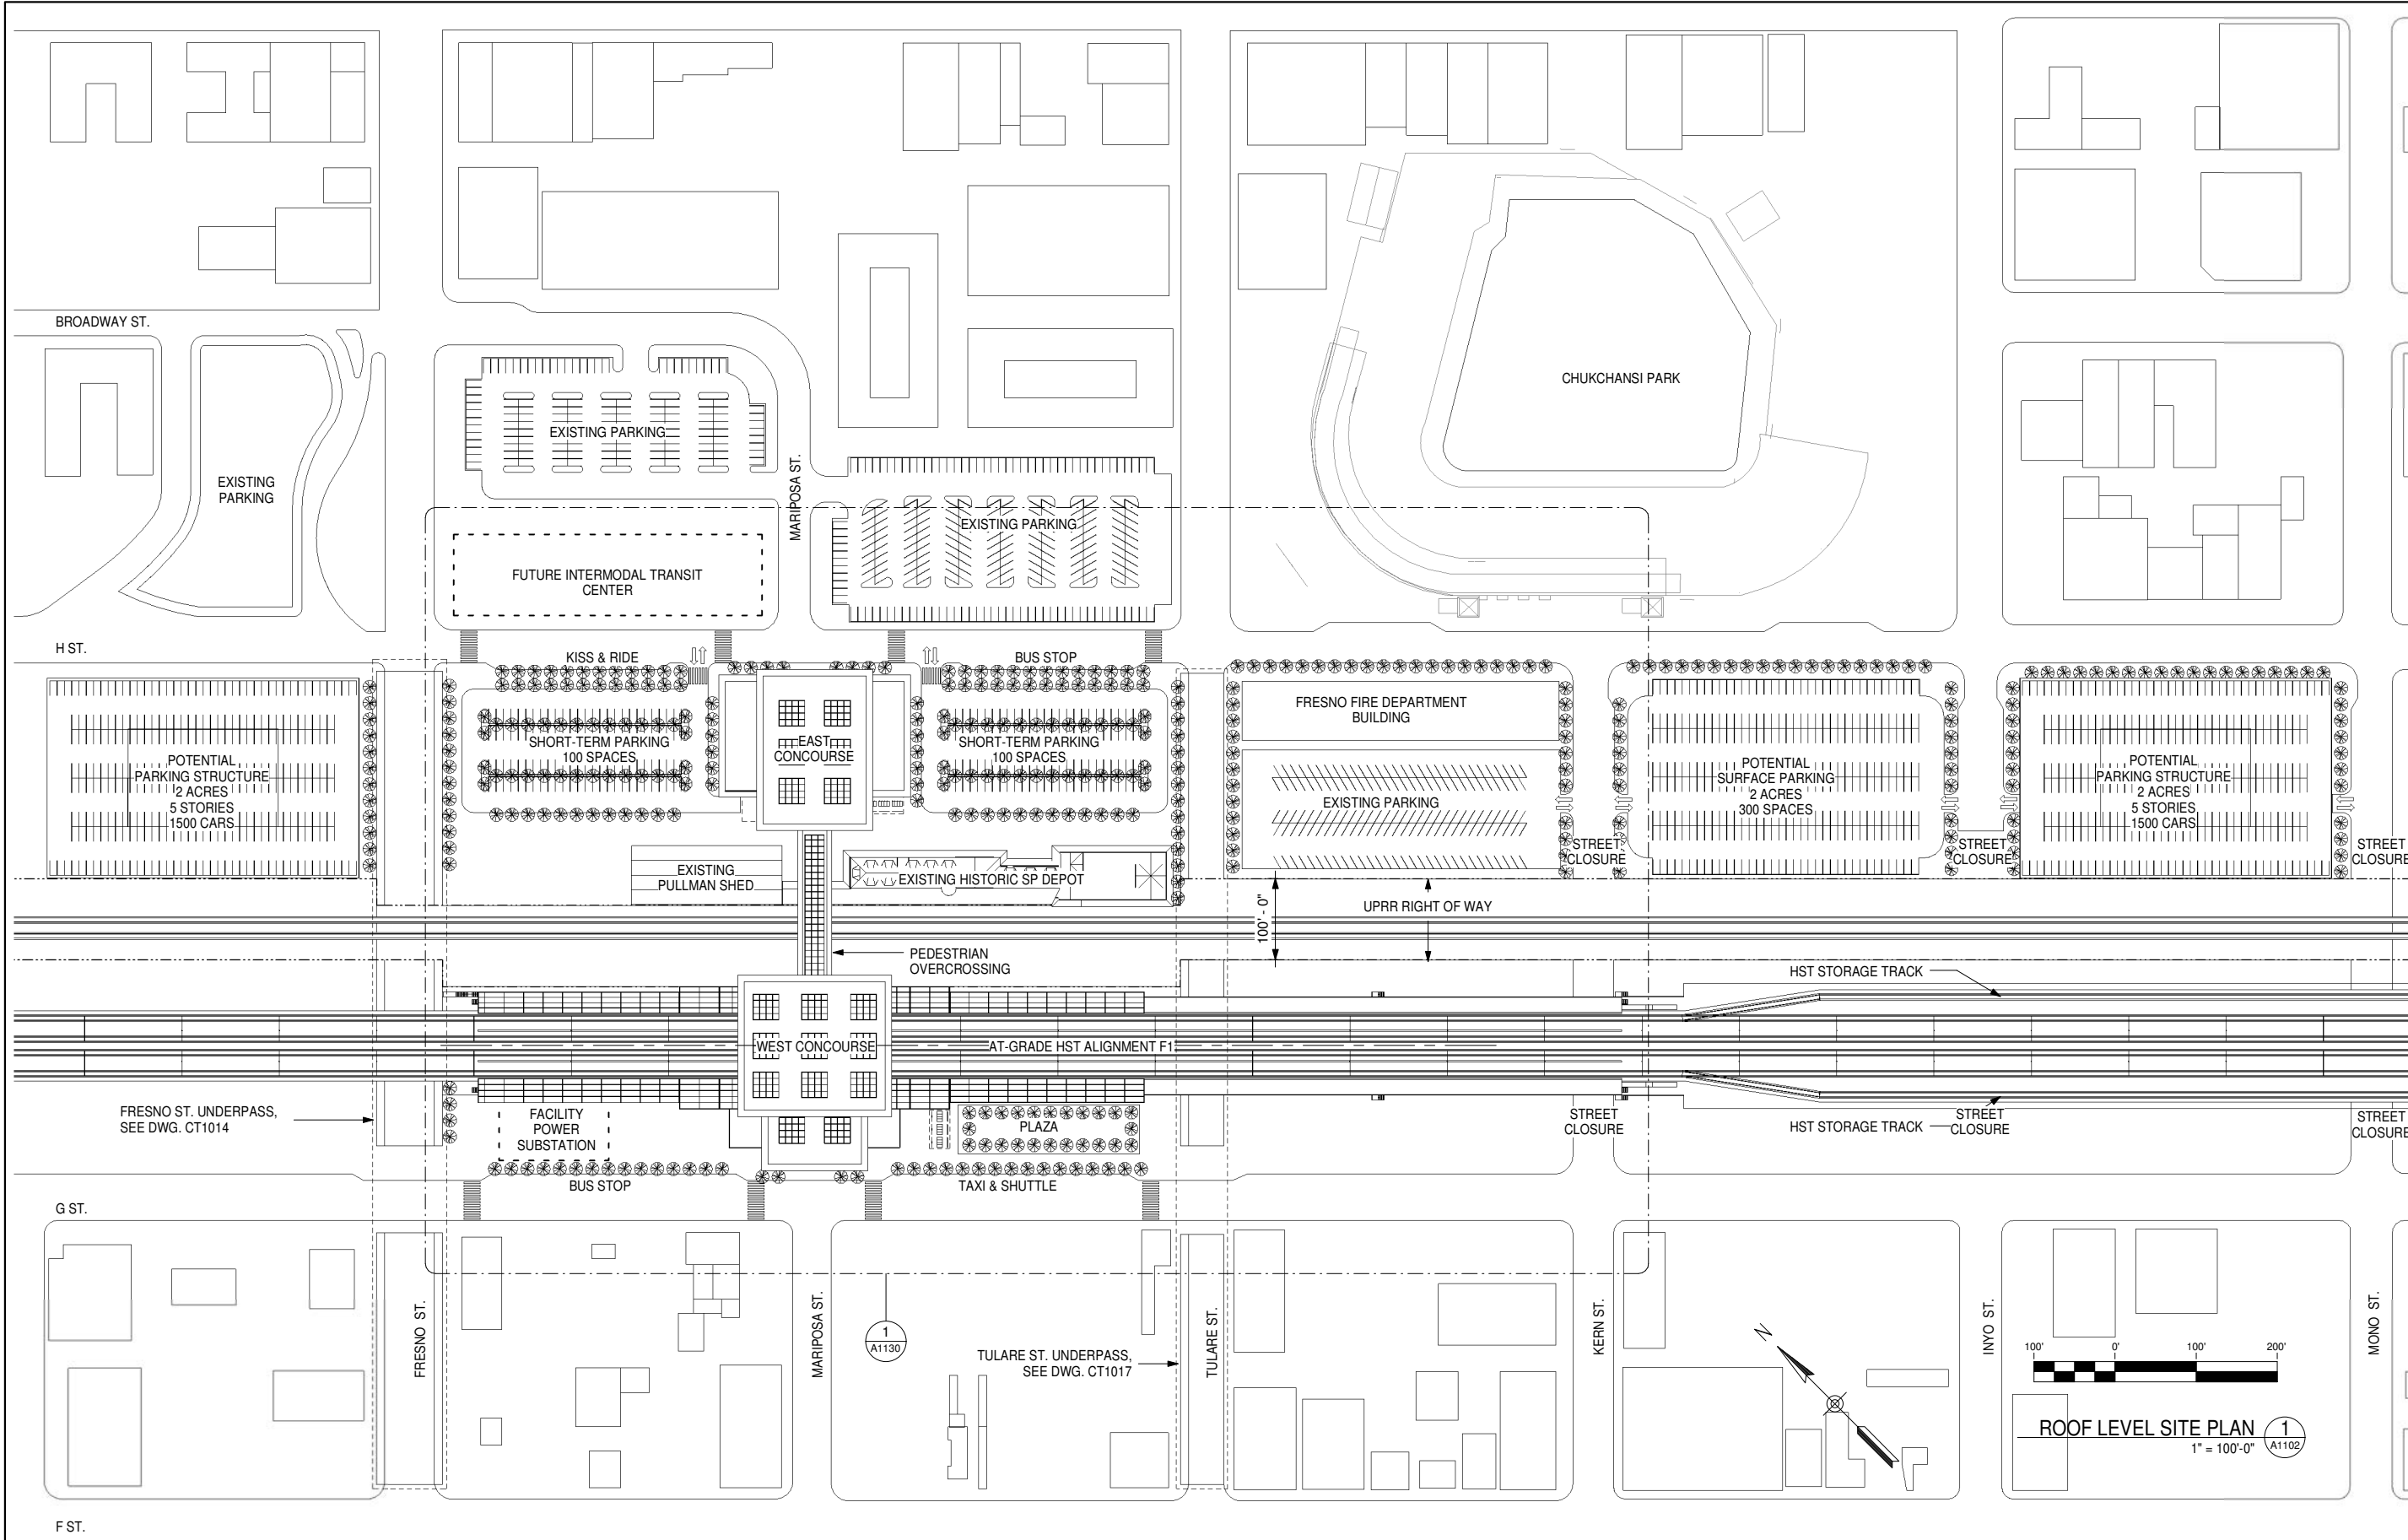 BROADWAY ST.
EXISTING
PARKING
EXISTING PARKING
MARIPOSA ST.
EXISTING PARKING
CHUKCHANSI PARK
FUTURE INTERMODAL TRANSIT
CENTER
H ST.
KISS & RIDE
BUS STOP
POTENTIAL
PARKING STRUCTURE
2 ACRES
5 STORIES
1500 CARS
SHORT-TERM PARKING
100 SPACES
EAST
CONCOURSE
SHORT-TERM PARKING
100 SPACES
FRESNO FIRE DEPARTMENT
BUILDING
EXISTING PARKING
POTENTIAL
SURFACE PARKING
2 ACRES
300 SPACES
POTENTIAL
PARKING STRUCTURE
2 ACRES
5 STORIES
1500 CARS
STREET
CLOSURE
STREET
CLOSURE
STREET
CLOSURE
EXISTING
PULLMAN SHED
EXISTING HISTORIC SP DEPOT
100' - 0"
UPRR RIGHT OF WAY
PEDESTRIAN
OVERCROSSING
HST STORAGE TRACK
WEST CONCOURSE
AT-GRADE HST ALIGNMENT F1
FRESNO ST. UNDERPASS,
SEE DWG. CT1014
FACILITY
POWER
SUBSTATION
PLAZA
STREET
CLOSURE
HST STORAGE TRACK
STREET
CLOSURE
STREET
CLOSURE
BUS STOP
TAXI & SHUTTLE
G ST.
FRESNO ST.
MARIPOSA ST.
1
A1130
TULARE ST. UNDERPASS,
SEE DWG. CT1017
TULARE ST.
KERN ST.
N
INYO ST.
MONO ST.
100' 0' 100' 200'
ROOF LEVEL SITE PLAN
1" = 100'-0"
1
A1102
F ST.